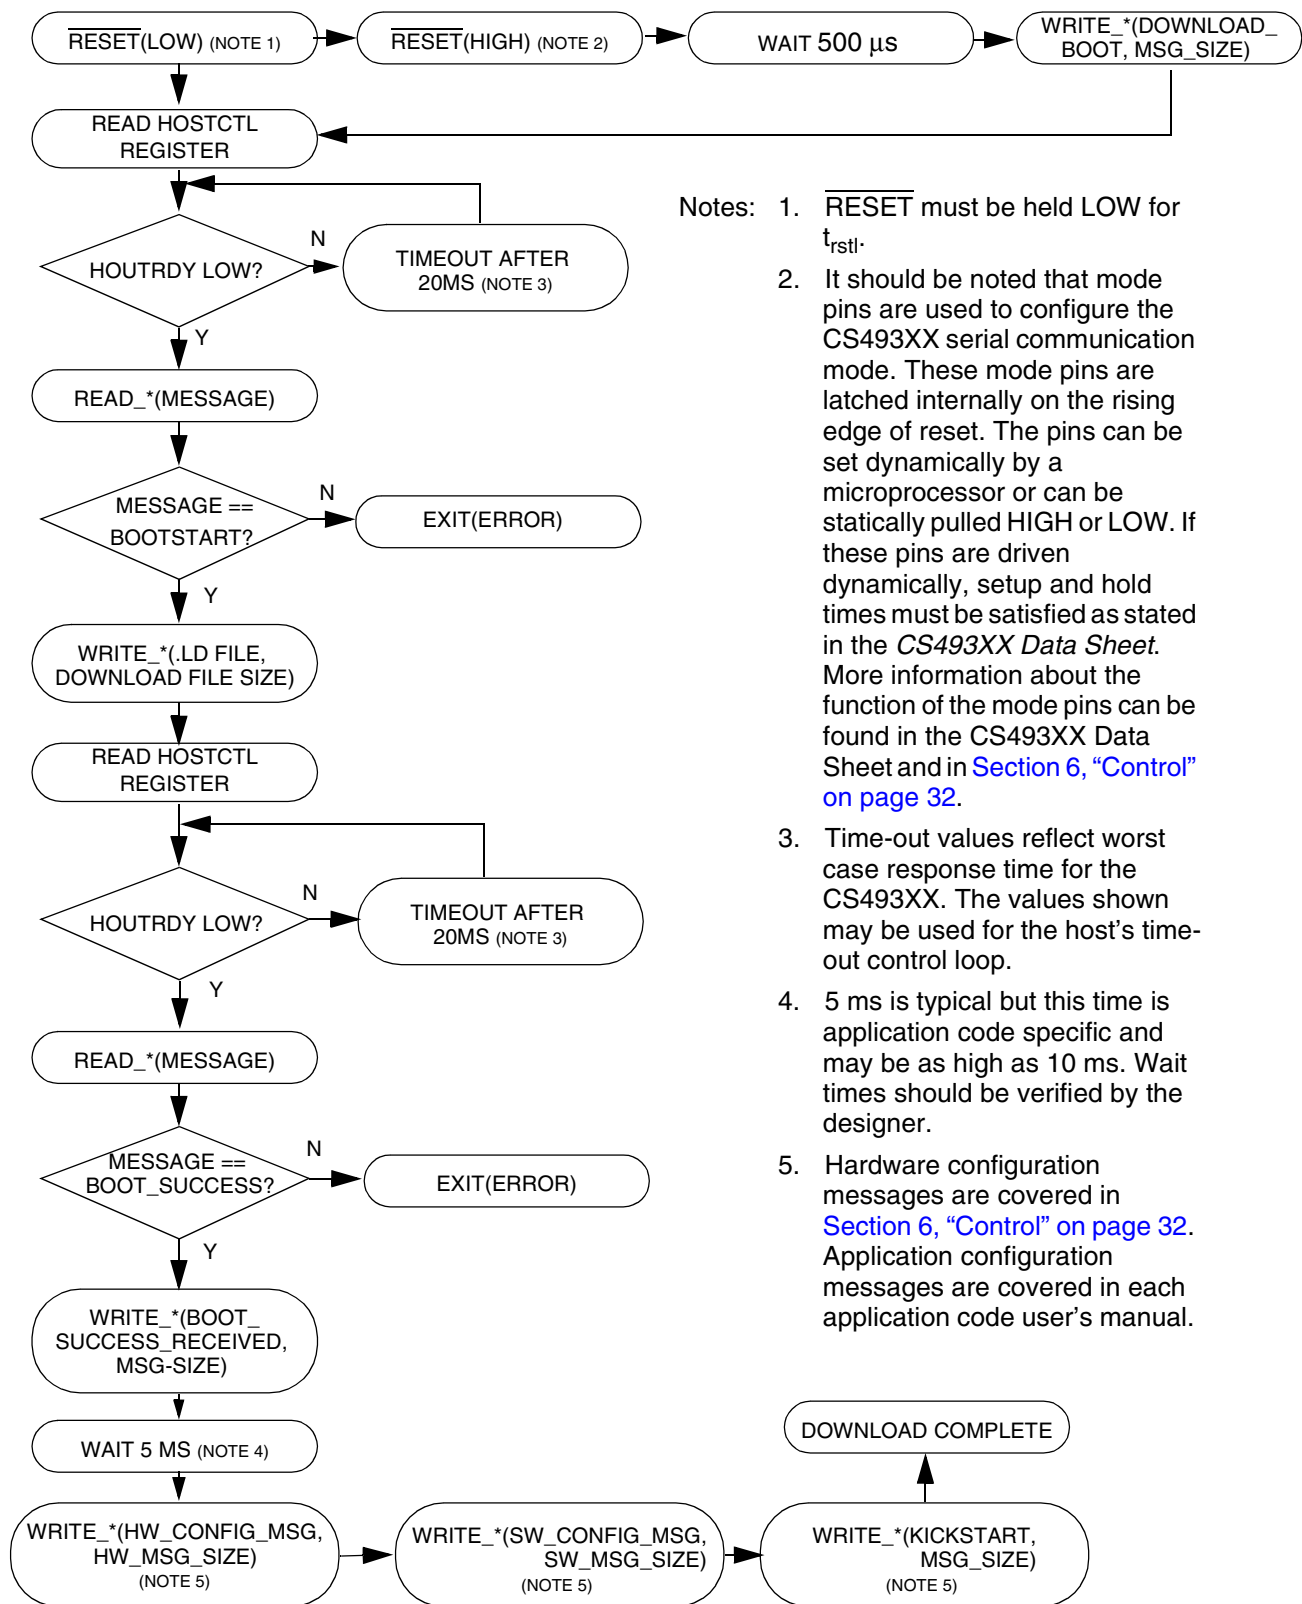 RESET(LOW) (NOTE 1)
RESET(HIGH) (NOTE 2)
WAIT 500 µs
WRITE_*(DOWNLOAD_
BOOT, MSG_SIZE)
READ HOSTCTL
REGISTER
HOUTRDY LOW?
N
TIMEOUT AFTER
20MS (NOTE 3)
Y
READ_*(MESSAGE)
MESSAGE ==
BOOTSTART?
N
EXIT(ERROR)
Y
WRITE_*(.LD FILE,
DOWNLOAD FILE SIZE)
READ HOSTCTL
REGISTER
HOUTRDY LOW?
N
TIMEOUT AFTER
20MS (NOTE 3)
Y
READ_*(MESSAGE)
MESSAGE ==
BOOT_SUCCESS?
N
EXIT(ERROR)
Y
WRITE_*(BOOT_
SUCCESS_RECEIVED,
MSG-SIZE)
WAIT 5 MS (NOTE 4)
WRITE_*(HW_CONFIG_MSG,
HW_MSG_SIZE)
(NOTE 5)
WRITE_*(SW_CONFIG_MSG,
SW_MSG_SIZE)
(NOTE 5)
WRITE_*(KICKSTART,
MSG_SIZE)
(NOTE 5)
DOWNLOAD COMPLETE
Notes: 1. RESET must be held LOW for
trstl.
2. It should be noted that mode
pins are used to configure the
CS493XX serial communication
mode. These mode pins are
latched internally on the rising
edge of reset. The pins can be
set dynamically by a
microprocessor or can be
statically pulled HIGH or LOW. If
these pins are driven
dynamically, setup and hold
times must be satisfied as stated
in the CS493XX Data Sheet.
More information about the
function of the mode pins can be
found in the CS493XX Data
Sheet and in Section 6, “Control”
on page 32.
3. Time-out values reflect worst
case response time for the
CS493XX. The values shown
may be used for the host’s time-
out control loop.
4. 5 ms is typical but this time is
application code specific and
may be as high as 10 ms. Wait
times should be verified by the
designer.
5. Hardware configuration
messages are covered in
Section 6, “Control” on page 32.
Application configuration
messages are covered in each
application code user’s manual.